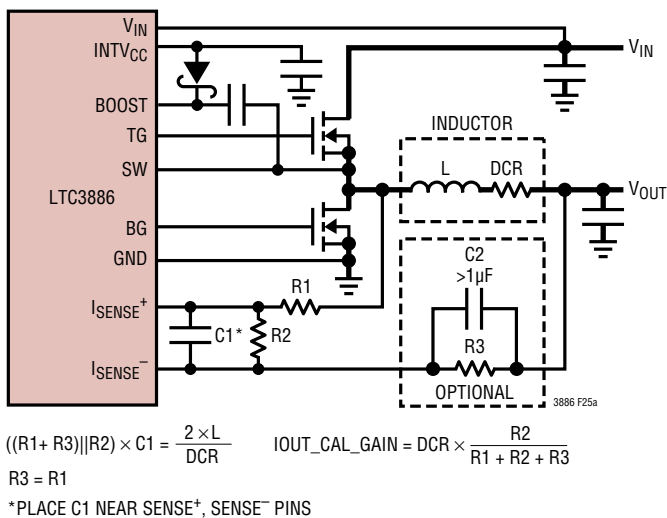 V_IN
INTV_CC
BOOST
TG
SW
LTC3886
BG
GND
I_SENSE^+
I_SENSE^–
V_IN
INDUCTOR
L DCR
V_OUT
R1
C1* R2
C2
>1µF
R3
OPTIONAL
3886 F25a
((R1+ R3)||R2) × C1 = (2 × L)/DCR IOUT_CAL_GAIN = DCR × R2/(R1 + R2 + R3)
R3 = R1
*PLACE C1 NEAR SENSE^+, SENSE^– PINS